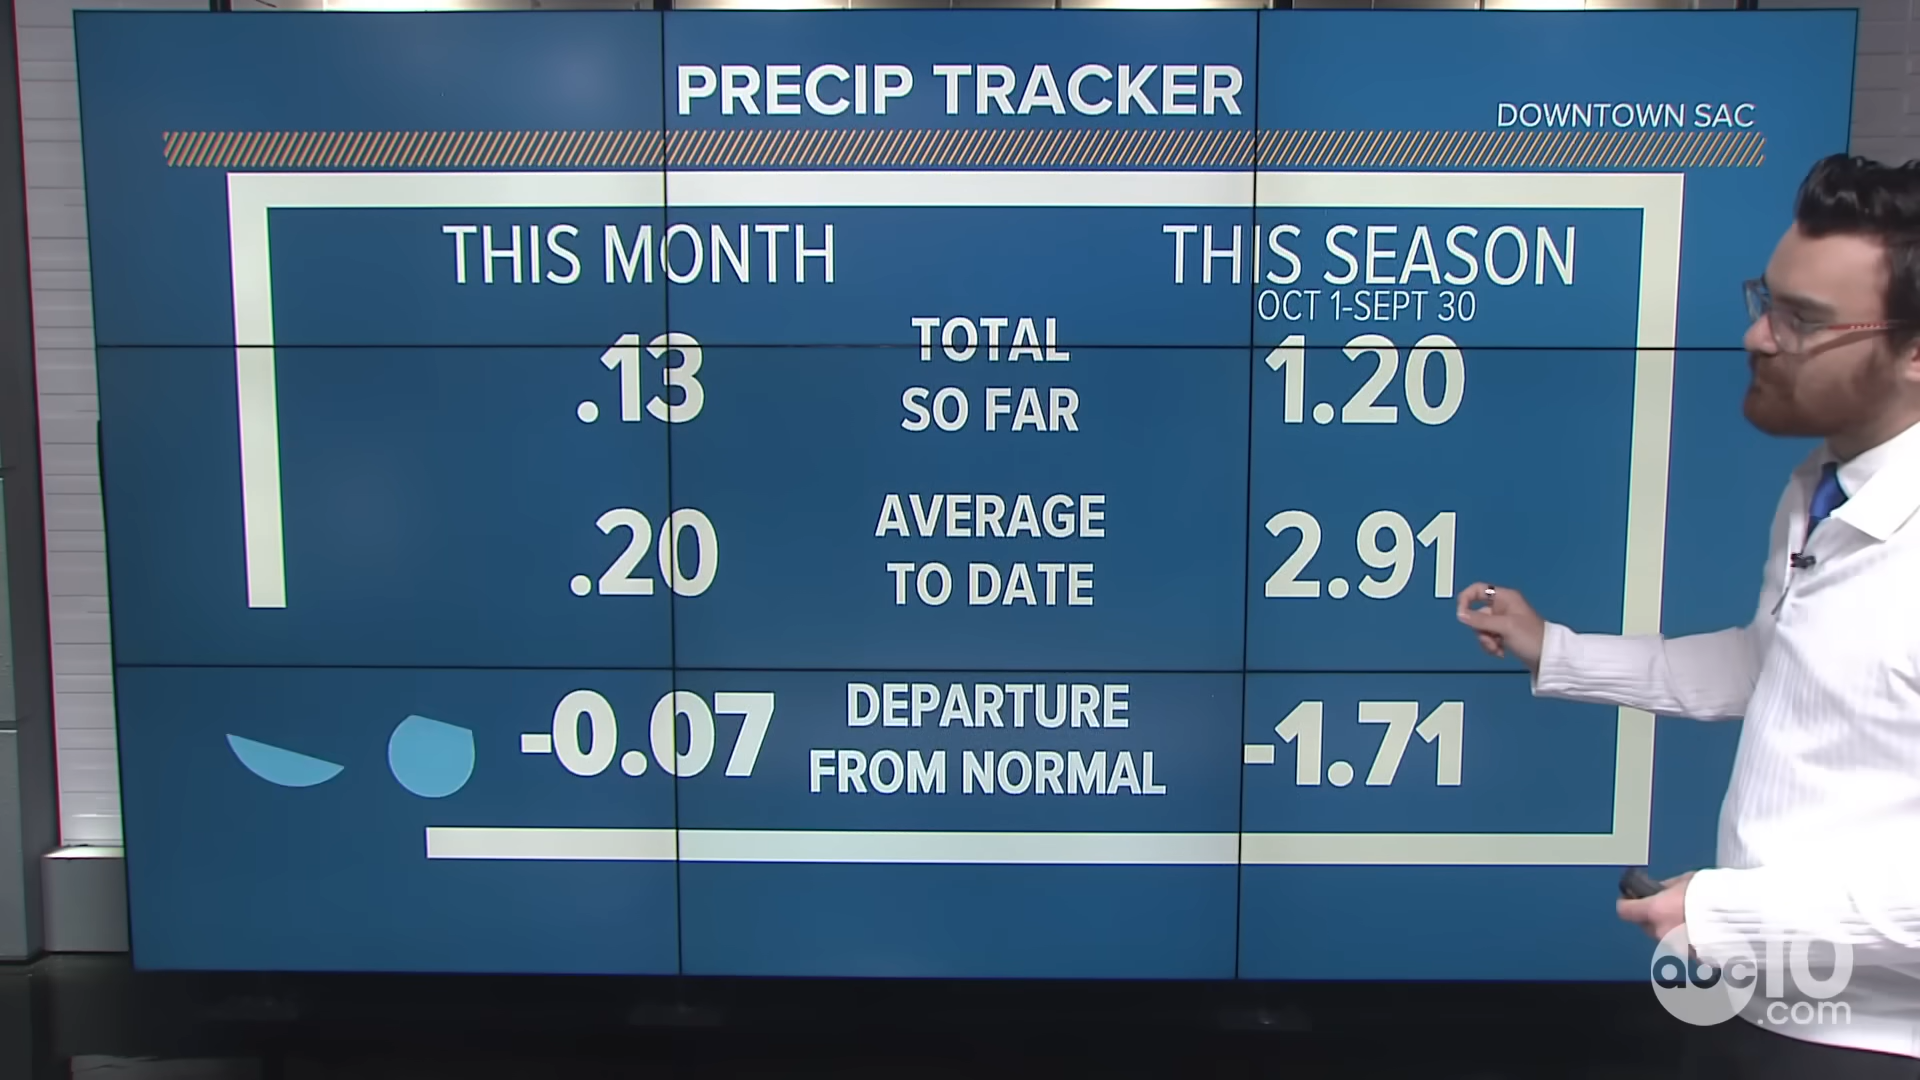 PRECIP TRACKER
DOWNTOWN SAC
THIS MONTH
THIS SEASON
OCT 1-SEPT 30
.13
TOTAL
SO FAR
1.20
.20
AVERAGE
TO DATE
2.91
-0.07
DEPARTURE
FROM NORMAL
-1.71
abc10
.com